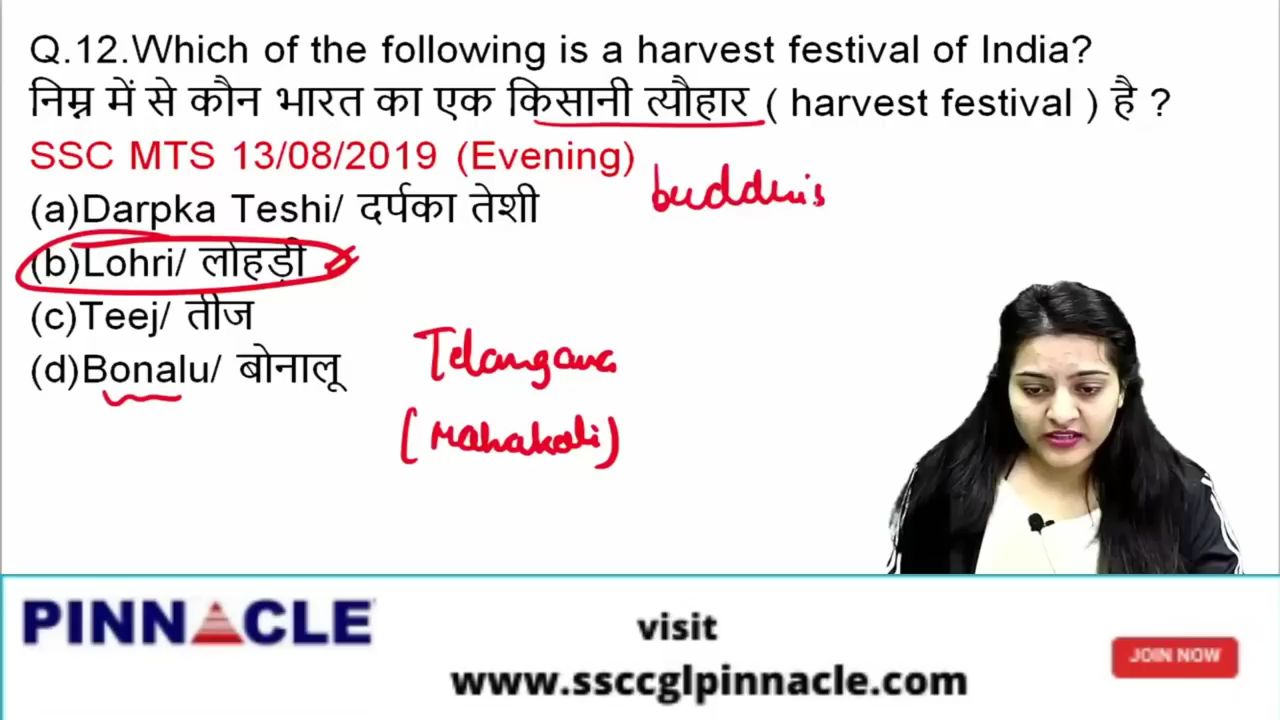 Q.12.Which of the following is a harvest festival of India?
निम्न में से कौन भारत का एक किसानी त्यौहार ( harvest festival ) है ?
SSC MTS 13/08/2019 (Evening)
(a)Darpka Teshi/ दर्पका तेशी
buddhis
(b)Lohri/ लोहड़ी
(c)Teej/ तीज
Telangana
(d)Bonalu/ बोनालू
(Mahakali)
PINNACLE
visit
www.ssccglpinnacle.com
JOIN NOW